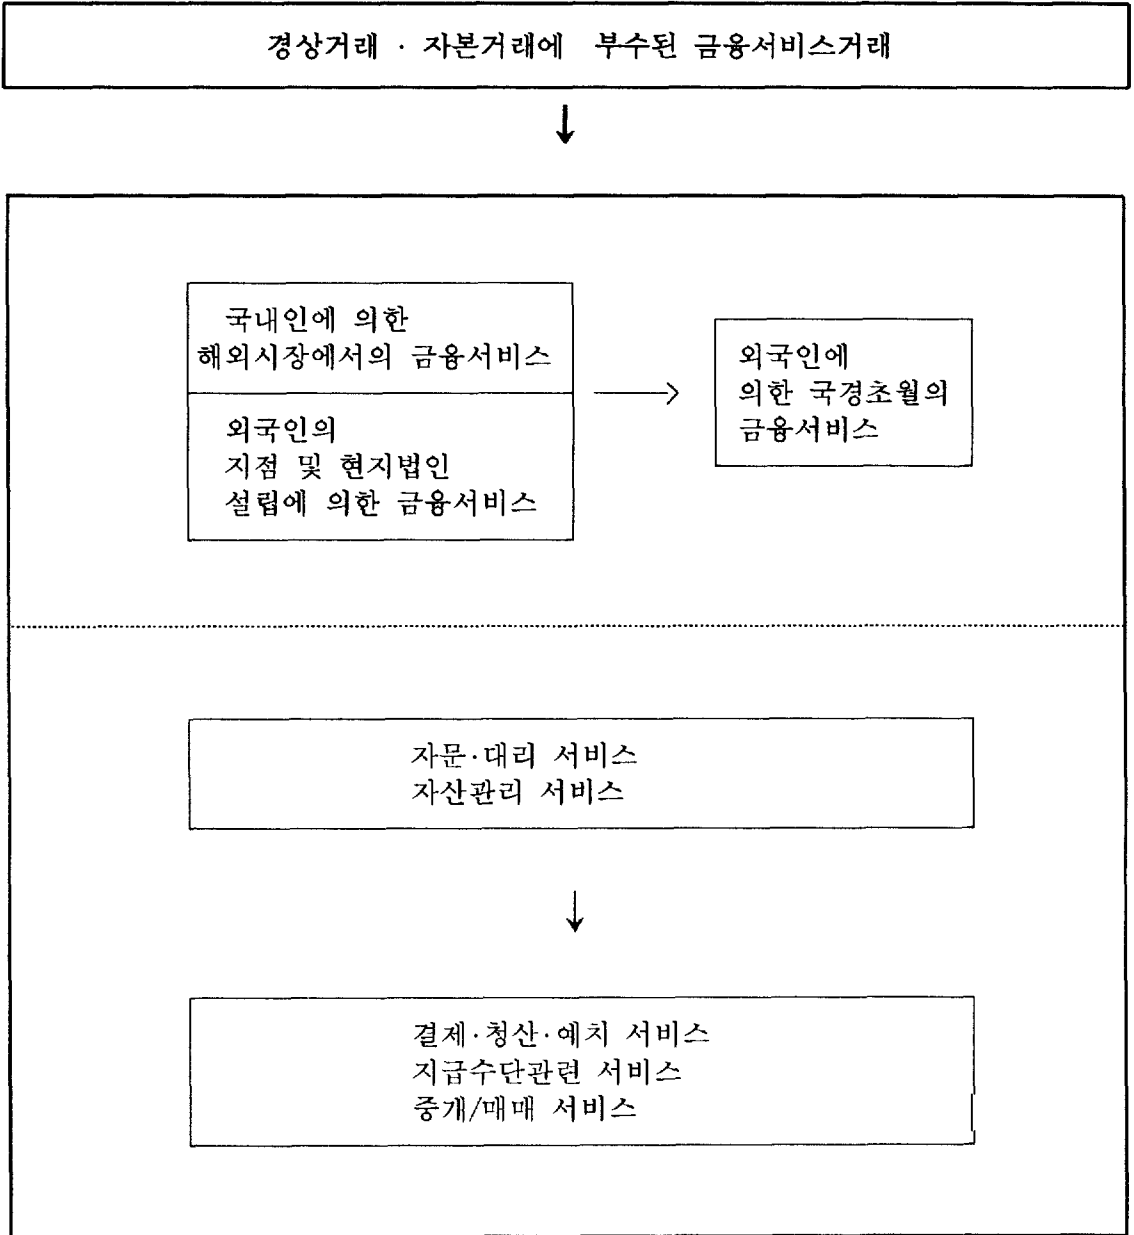 경상거래 · 자본거래에 부수된 금융서비스거래
국내인에 의한
해외시장에서의 금융서비스
외국인의
지점 및 현지법인
설립에 의한 금융서비스
외국인에
의한 국경초월의
금융서비스
자문·대리 서비스
자산관리 서비스
결제·청산·예치 서비스
지급수단관련 서비스
중개/매매 서비스